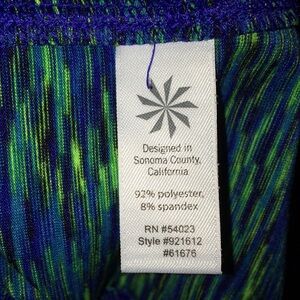 Designed in
Sonoma County,
California
92% polyester,
8% spandex
RN #54023
Style #921612
#61676